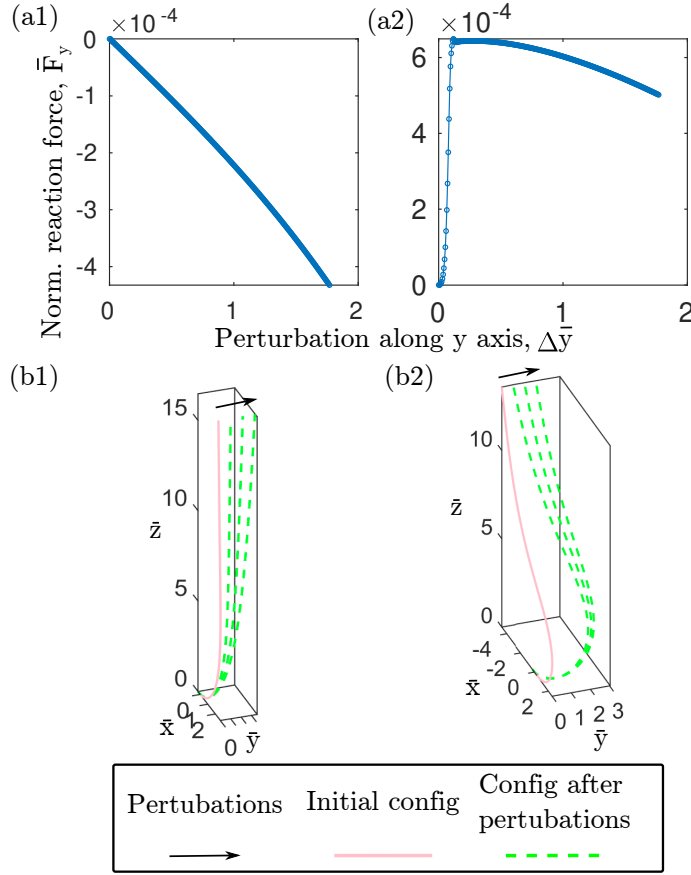 (a1)
×10⁻⁴
(a2)
×10⁻⁴
Norm. reaction force, F̄y
0
-1
-2
-3
-4
0
1
2
6
4
2
0
0
1
2
Perturbation along y axis, Δȳ
(b1)
(b2)
15
10
5
0
z̄
0
2
x̄
0
ȳ
10
5
0
z̄
-4
-2
0
2
x̄
0
1
2
3
ȳ
Pertubations
Initial config
Config after
pertubations